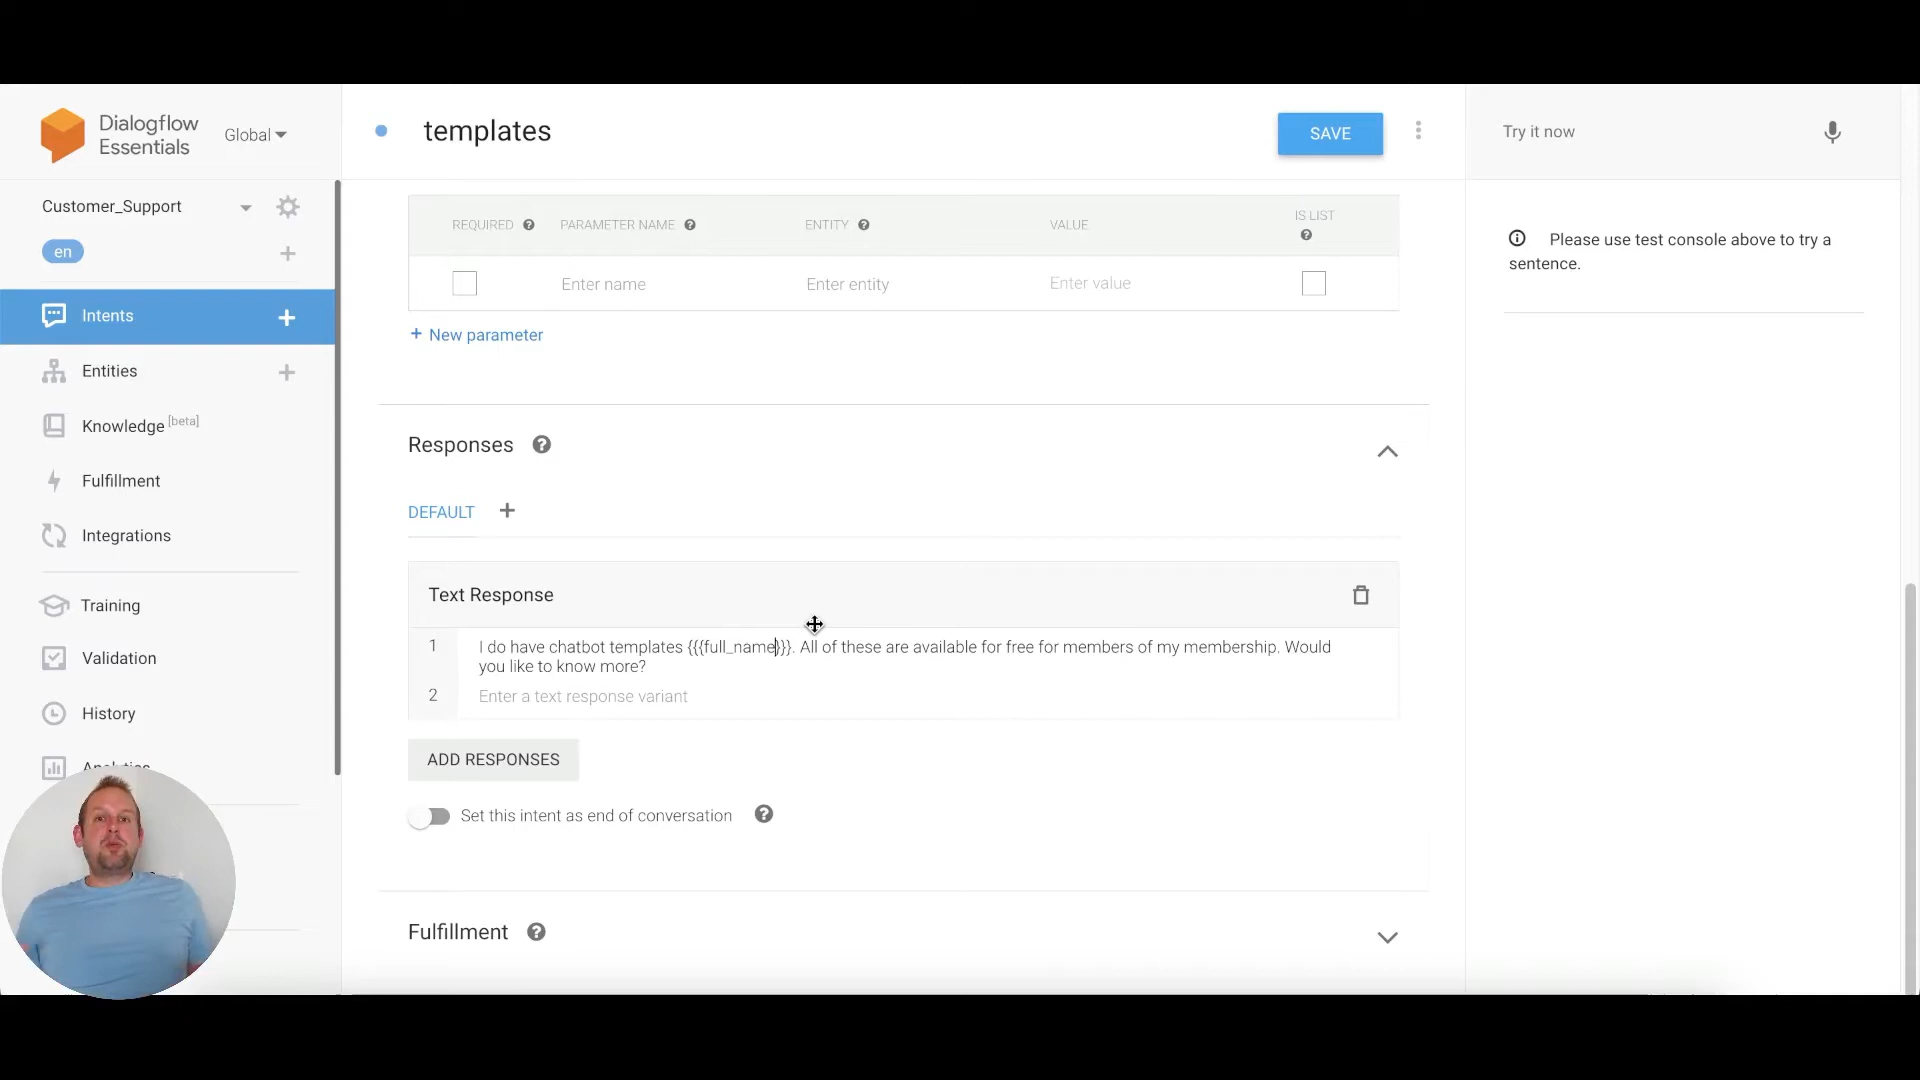 Dialogflow
Essentials
Global
Customer_Support
en
Intents
Entities
Knowledge [beta]
Fulfillment
Integrations
Training
Validation
History
templates
SAVE
REQUIRED
PARAMETER NAME
ENTITY
VALUE
IS LIST
Enter name
Enter entity
Enter value
+ New parameter
Responses
DEFAULT
Text Response
1
I do have chatbot templates {{{full_name}}}. All of these are available for free for members of my membership. Would
you like to know more?
2
Enter a text response variant
ADD RESPONSES
Set this intent as end of conversation
Fulfillment
Try it now
Please use test console above to try a
sentence.